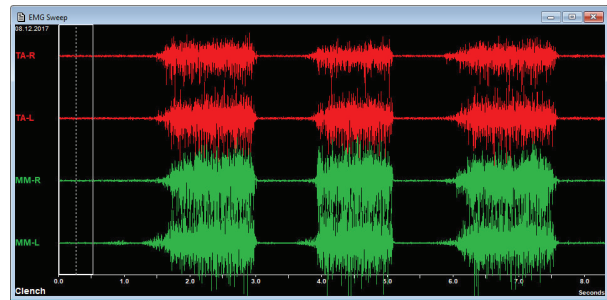 EMG Sweep
08.12.2017
TA-R
TA-L
MM-R
MM-L
0.0 1.0 2.0 3.0 4.0 5.0 6.0 7.0 8.0
Clench Seconds